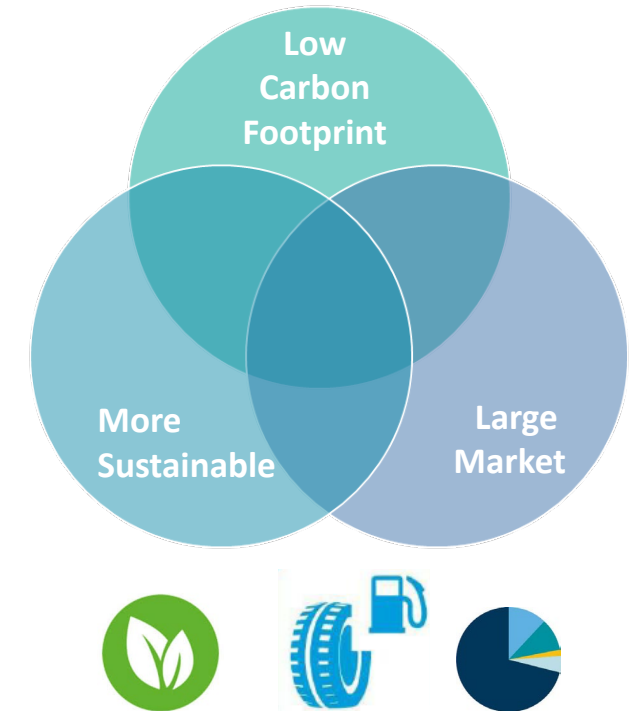 Low
Carbon
Footprint
More
Sustainable
Large
Market